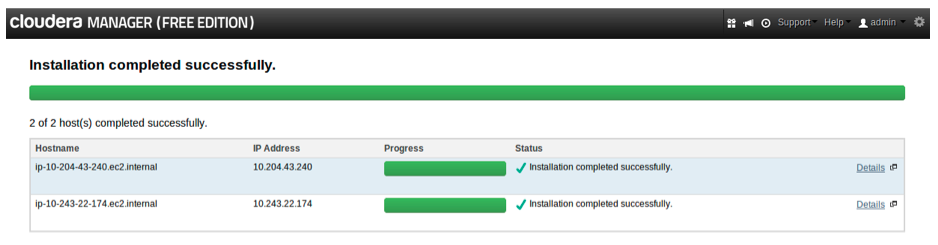 cloudera MANAGER (FREE EDITION) Support Help admin
Installation completed successfully.
2 of 2 host(s) completed successfully.
Hostname IP Address Progress Status
ip-10-204-43-240.ec2.internal 10.204.43.240 Installation completed successfully. Details
ip-10-243-22-174.ec2.internal 10.243.22.174 Installation completed successfully. Details